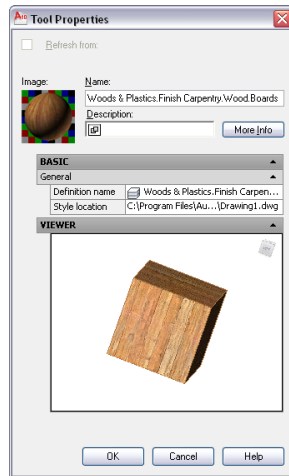 Tool Properties
Refresh from:
Image:
Name:
Woods & Plastics.Finish Carpentry.Wood.Boards
Description:
More Info
BASIC
General
Definition name Woods & Plastics.Finish Carpen...
Style location C:\Program Files\Au...\Drawing1.dwg
VIEWER
OK Cancel Help